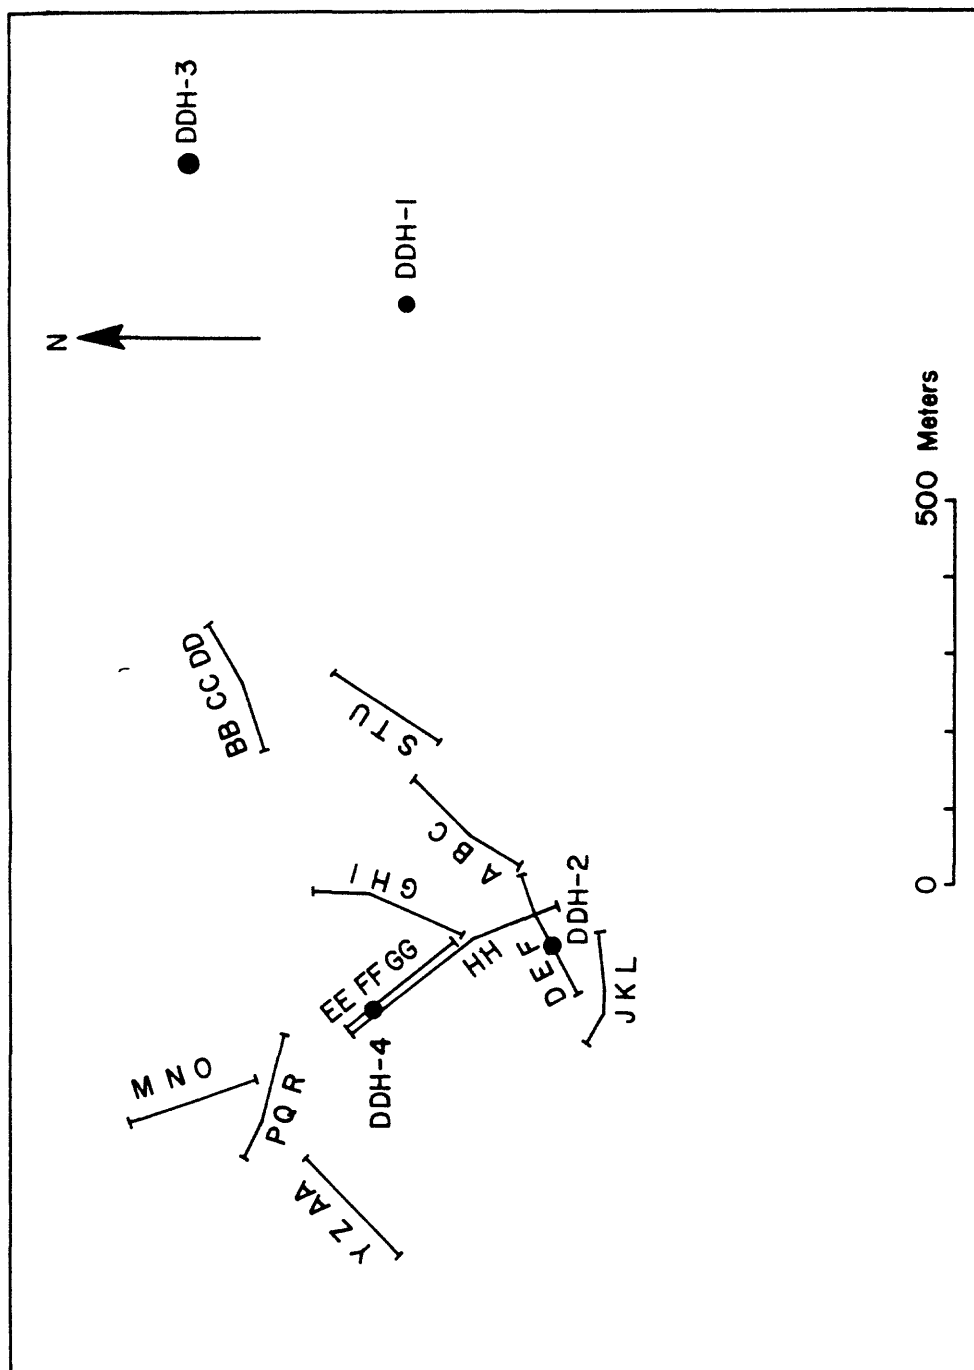 DDH-3
N
DDH-1
BB CC DD
S T U
A B C
G H I
EE FF GG
HH
DDH-2
D E F
J K L
DDH-4
M N O
P Q R
Y Z AA
0
500 Meters